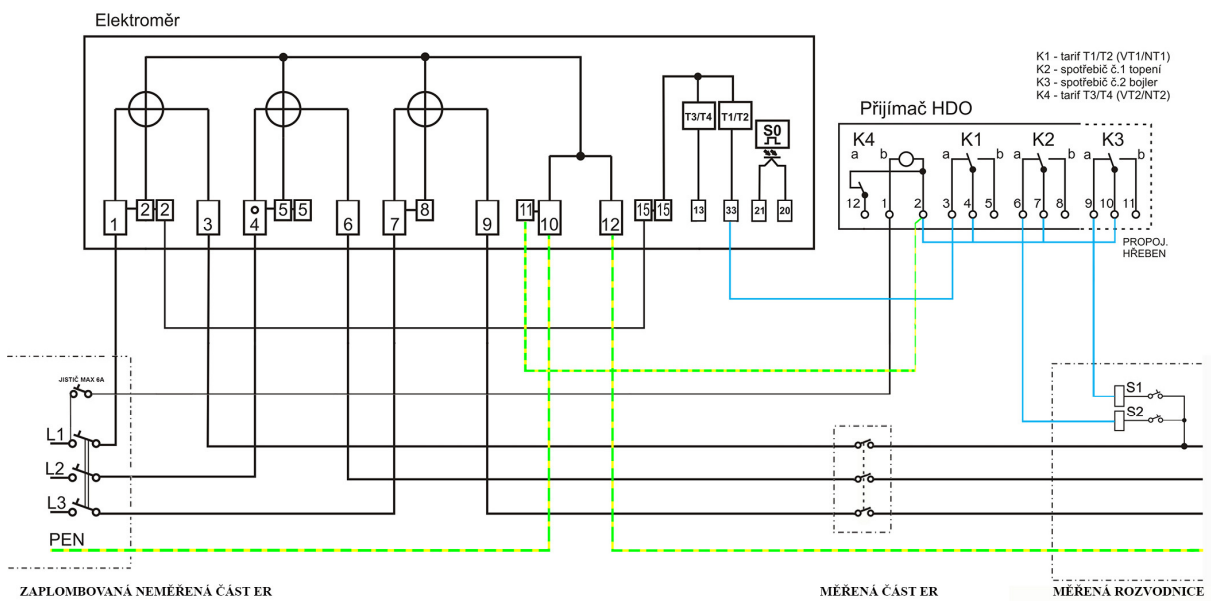 Elektroměr
K1 - tarif T1/T2 (VT1/NT1)
K2 - spotřebič č.1 topení
K3 - spotřebič č.2 bojler
K4 - tarif T3/T4 (VT2/NT2)
Přijímač HDO
T3/T4 T1/T2
S0
K4 K1 K2 K3
a b a b a b a b
12 1 2 3 4 5 6 7 8 9 10 11
1 2 2 3 4 5 5 6 7 8 9 11 10 12 15 15 13 33 21 20
PROPOJ.
HŘEBEN
JISTIČ MAX 6A
S1
S2
L1
L2
L3
PEN
ZAPLOMBOVANÁ NEMĚŘENÁ ČÁST ER
MĚŘENÁ ČÁST ER
MĚŘENÁ ROZVODNICE